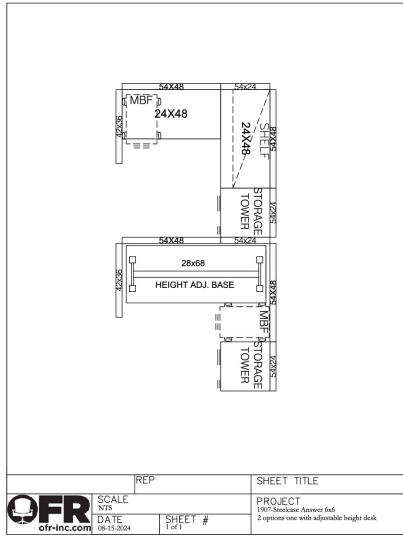 54X48
54x24
MBF
24X48
42X36
24X48
SHELF
54X48
STORAGE
TOWER
54x24
54X48
54x24
42X36
28x68
HEIGHT ADJ. BASE
54X48
MBF
STORAGE
TOWER
54x24
REP
SHEET TITLE
OFR
ofr-inc.com
SCALE
NTS
DATE
08-15-2024
SHEET #
1 of 1
PROJECT
1907-Steelcase Answer 6x6
2 options one with adjustable height desk